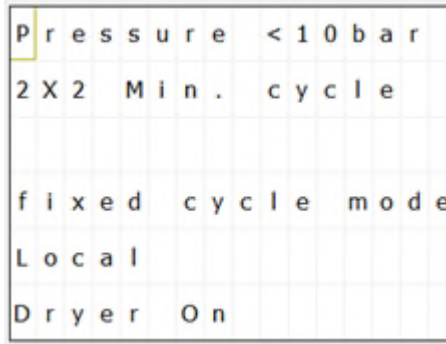 Pressure <10bar
2X2 Min. cycle
fixed cycle mode
Local
Dryer On